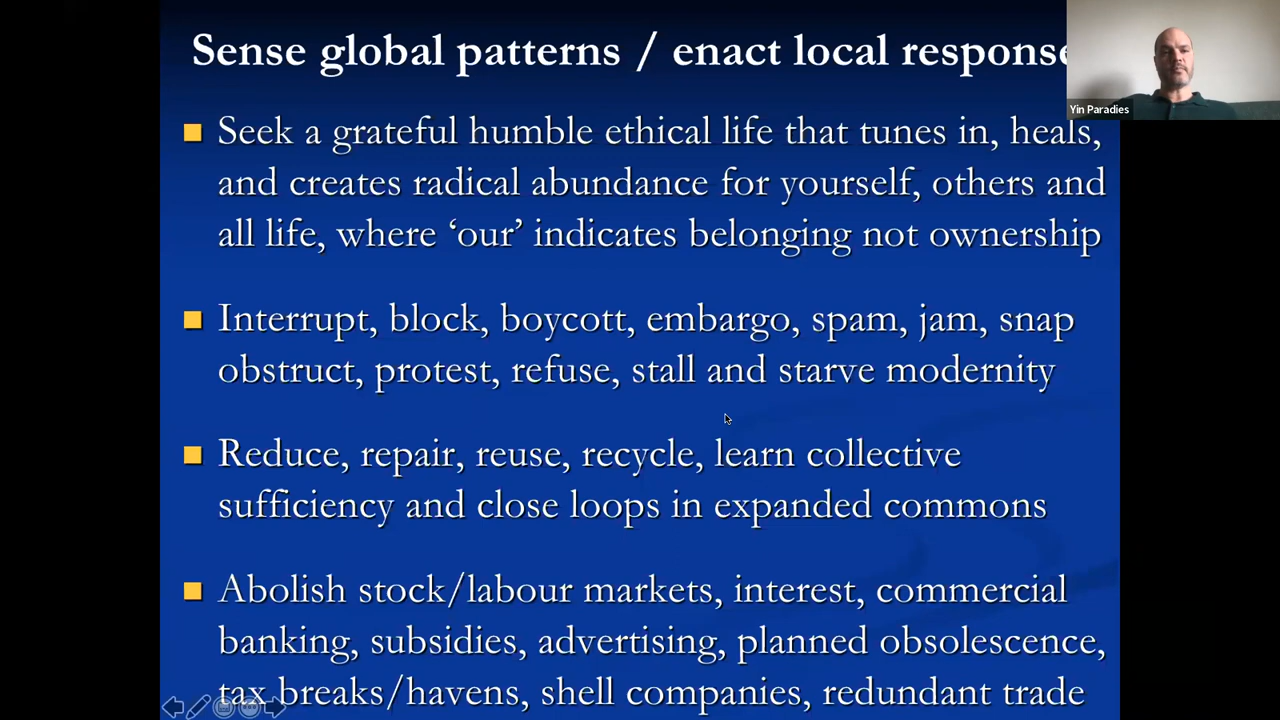 Sense global patterns / enact local response
Yin Paradies
Seek a grateful humble ethical life that tunes in, heals,
and creates radical abundance for yourself, others and
all life, where ‘our’ indicates belonging not ownership
Interrupt, block, boycott, embargo, spam, jam, snap
obstruct, protest, refuse, stall and starve modernity
Reduce, repair, reuse, recycle, learn collective
sufficiency and close loops in expanded commons
Abolish stock/labour markets, interest, commercial
banking, subsidies, advertising, planned obsolescence,
tax breaks/havens, shell companies, redundant trade